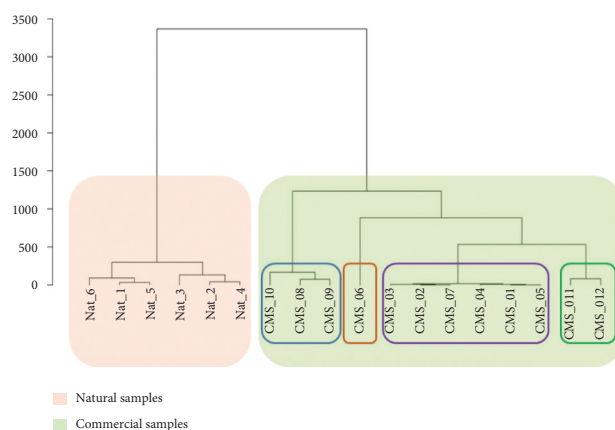 3500
3000
2500
2000
1500
1000
500
0
Nat_6
Nat_1
Nat_5
Nat_3
Nat_2
Nat_4
CMS_10
CMS_08
CMS_09
CMS_06
CMS_03
CMS_02
CMS_07
CMS_04
CMS_01
CMS_05
CMS_011
CMS_012
Natural samples
Commercial samples